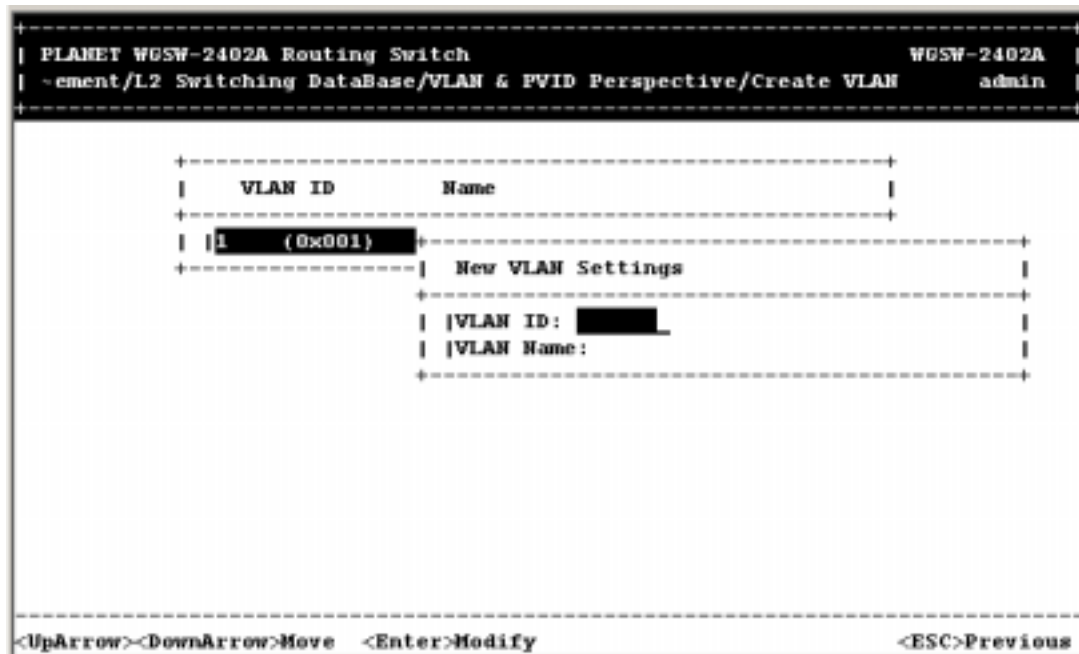 PLANET WGSW-2402A Routing Switch WGSW-2402A
~ement/L2 Switching DataBase/VLAN & PVID Perspective/Create VLAN admin
VLAN ID Name
1 (0x001)
New VLAN Settings
VLAN ID:
VLAN Name:
<UpArrow><DownArrow>Move <Enter>Modify <ESC>Previous